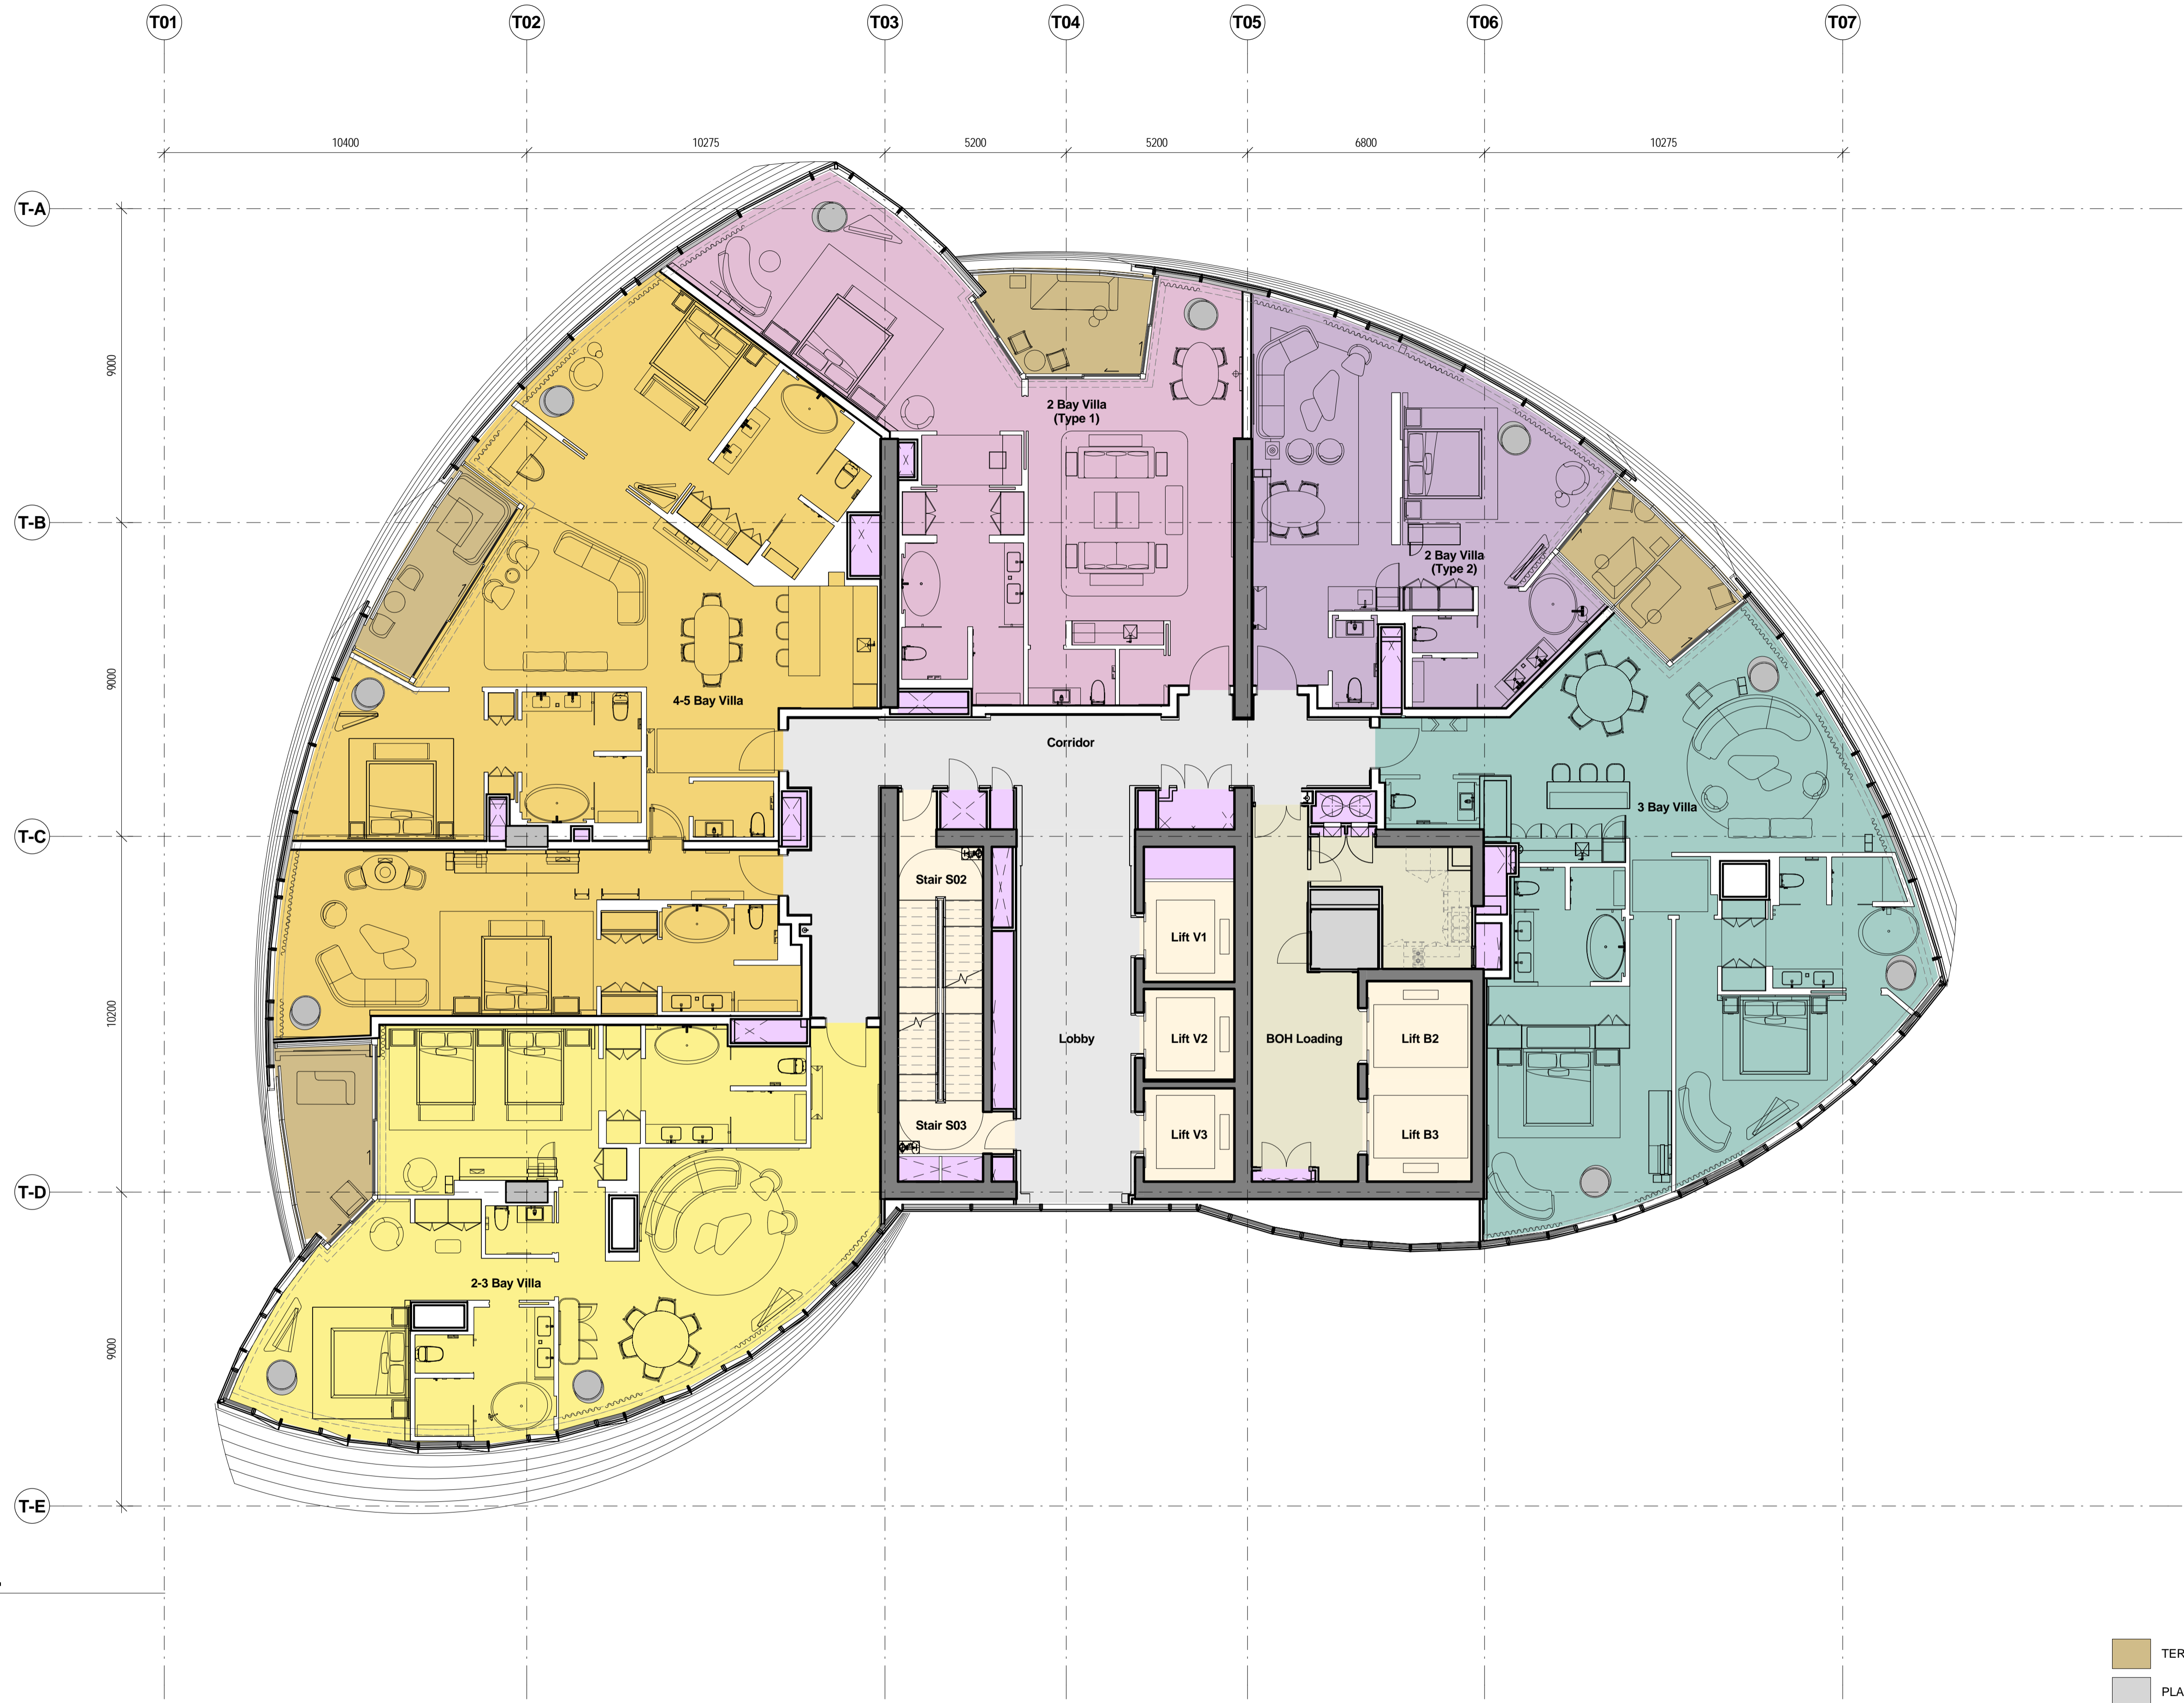 T01 T02 T03 T04 T05 T06 T07
10400 10275 5200 5200 6800 10275
T-A
9000
2 Bay Villa
(Type 1)
T-B
2 Bay Villa
(Type 2)
9000
4-5 Bay Villa
Corridor
3 Bay Villa
T-C
Stair S02
Lift V1
10200
Lobby
Lift V2
BOH Loading
Lift B2
Stair S03
Lift V3
Lift B3
T-D
2-3 Bay Villa
9000
T-E
TER
PLA